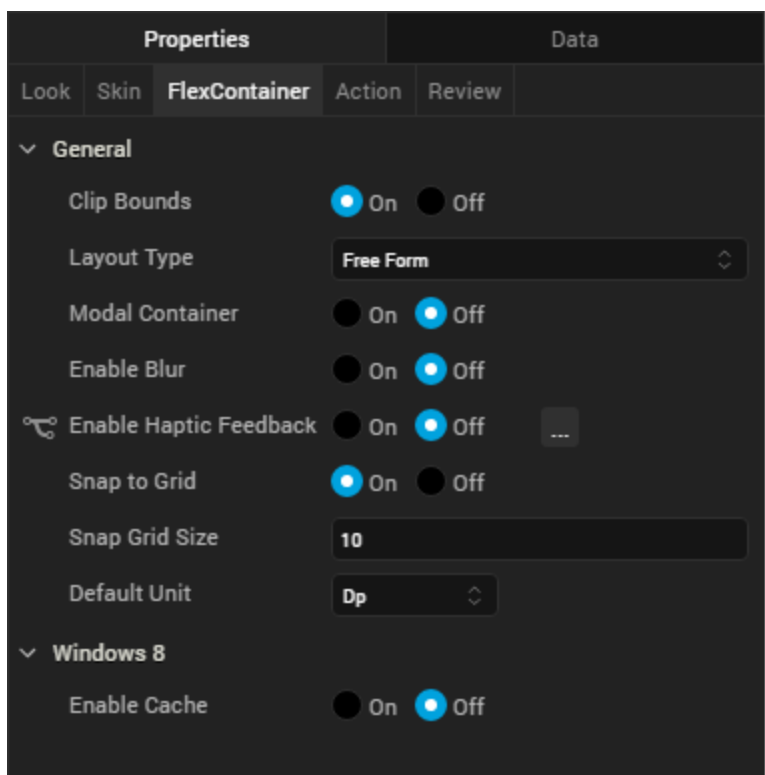 Properties Data
Look Skin FlexContainer Action Review
General
Clip Bounds On Off
Layout Type Free Form
Modal Container On Off
Enable Blur On Off
Enable Haptic Feedback On Off ...
Snap to Grid On Off
Snap Grid Size 10
Default Unit Dp
Windows 8
Enable Cache On Off